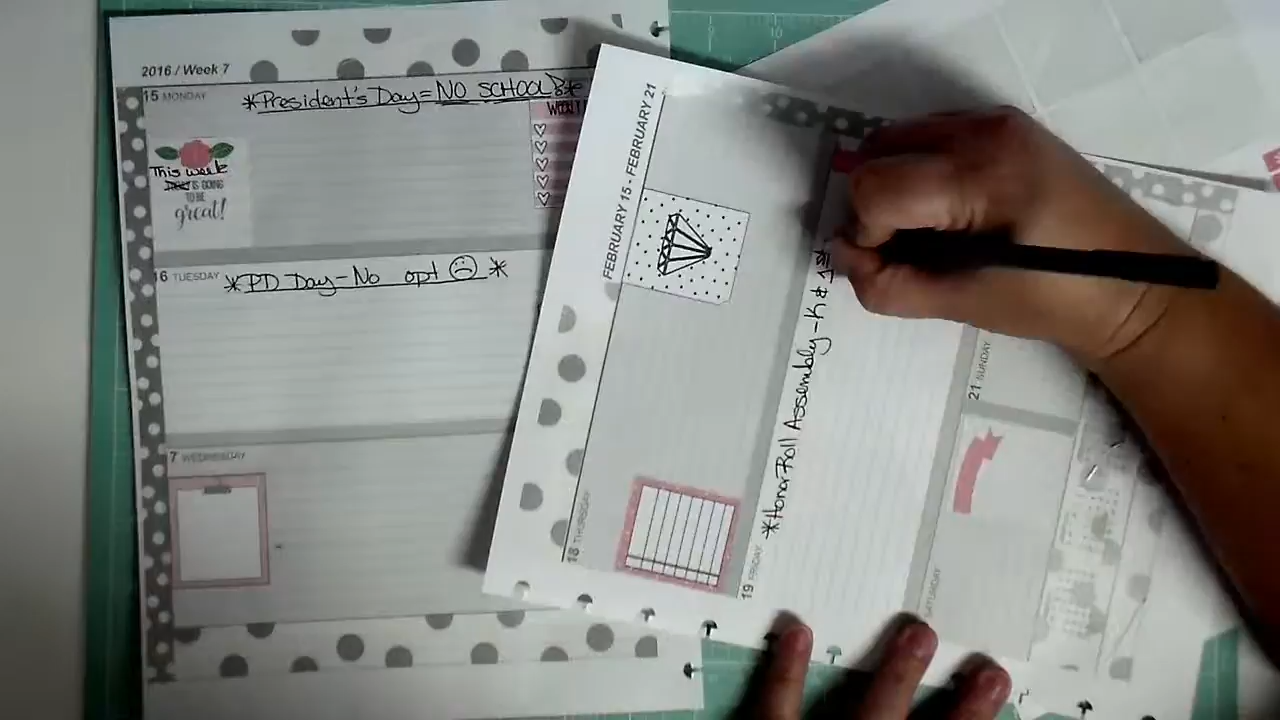 2016 / Week 7
15 MONDAY
*President's Day = NO SCHOOL!*
This week
IS GOING
TO BE
great!
16 TUESDAY
*PD Day - No opt ☹ *
7 WEDNESDAY
FEBRUARY 15 - FEBRUARY 21
18 THURSDAY
19 FRIDAY
*Honor Roll Assembly - K & 1st
SATURDAY
21 SUNDAY